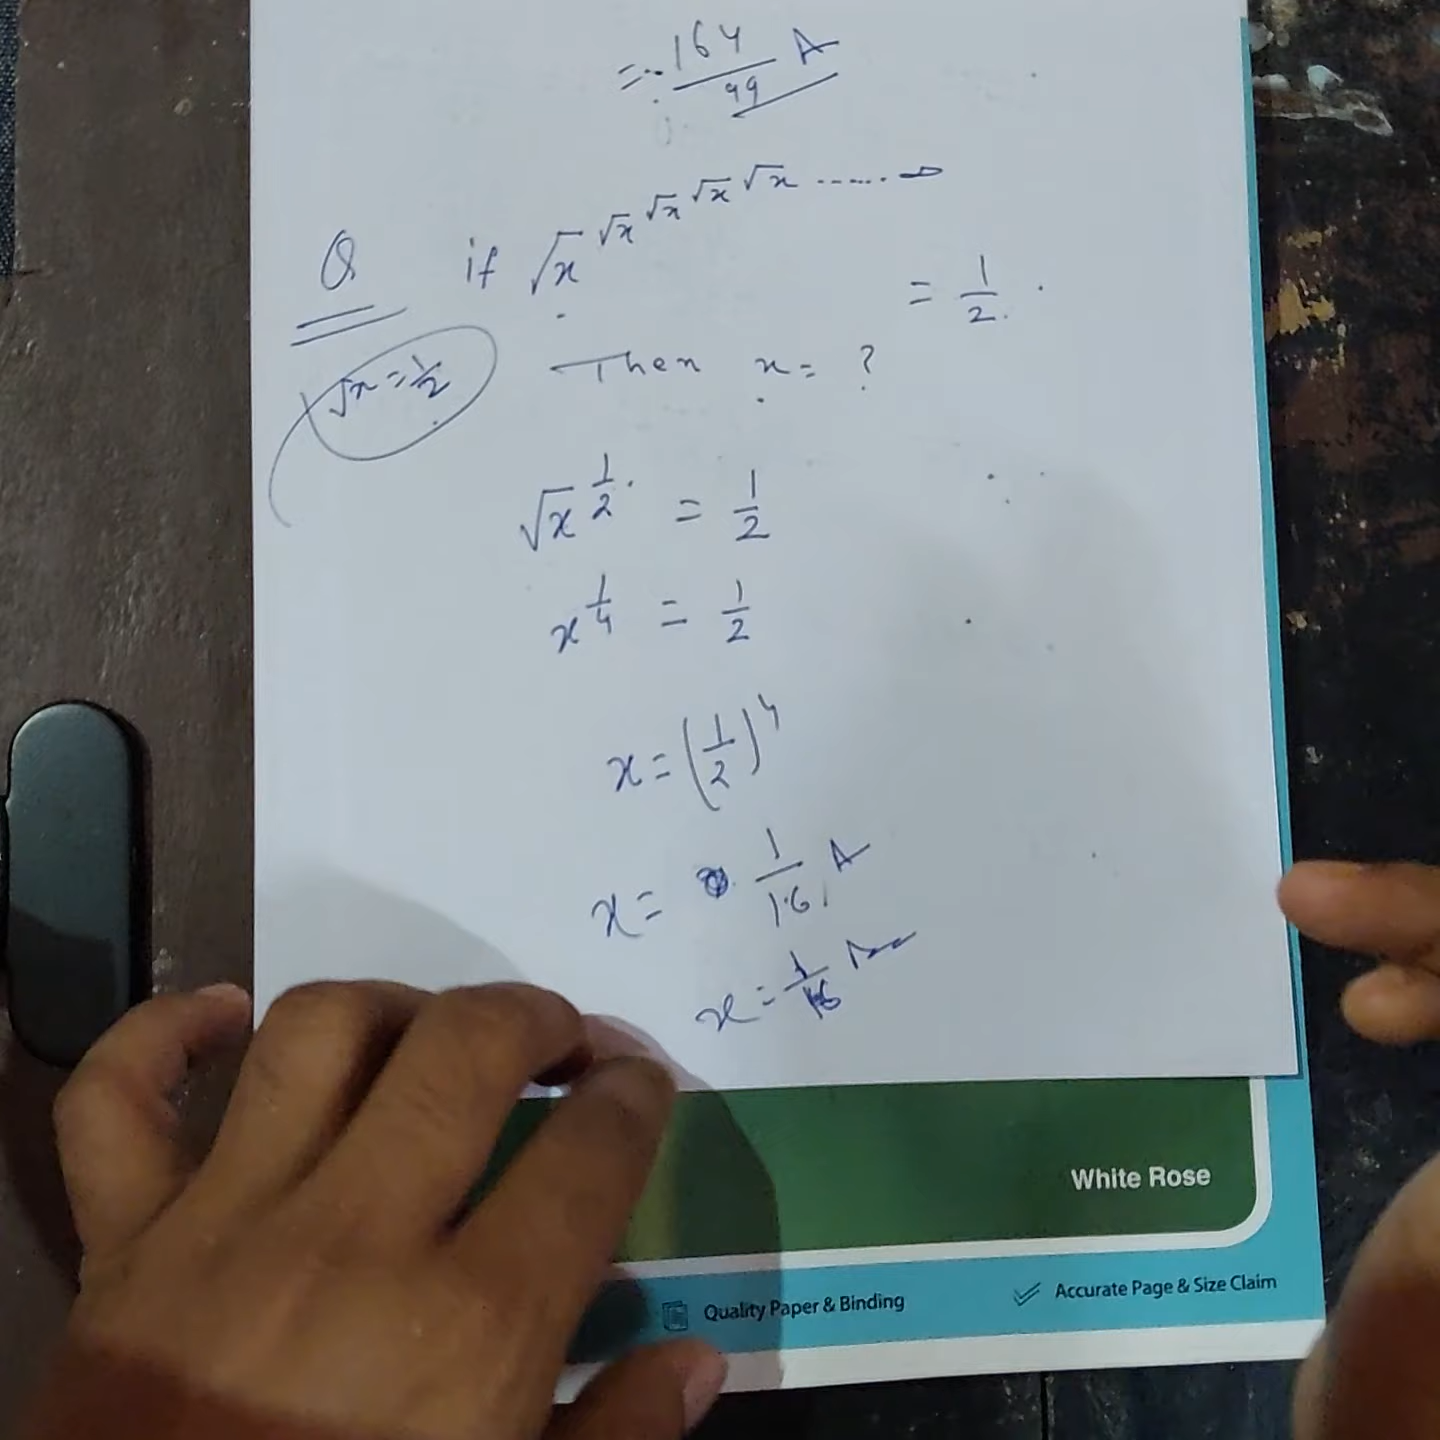 = 164/99 A
Q if √x^√x^√x^√x^√x ......
= 1/2.
√x = 1/2
Then x = ?
√x^1/2 = 1/2
x^1/4 = 1/2
x = (1/2)^4
x = 1/16 A
x = 1/16
White Rose
Quality Paper & Binding
Accurate Page & Size Claim